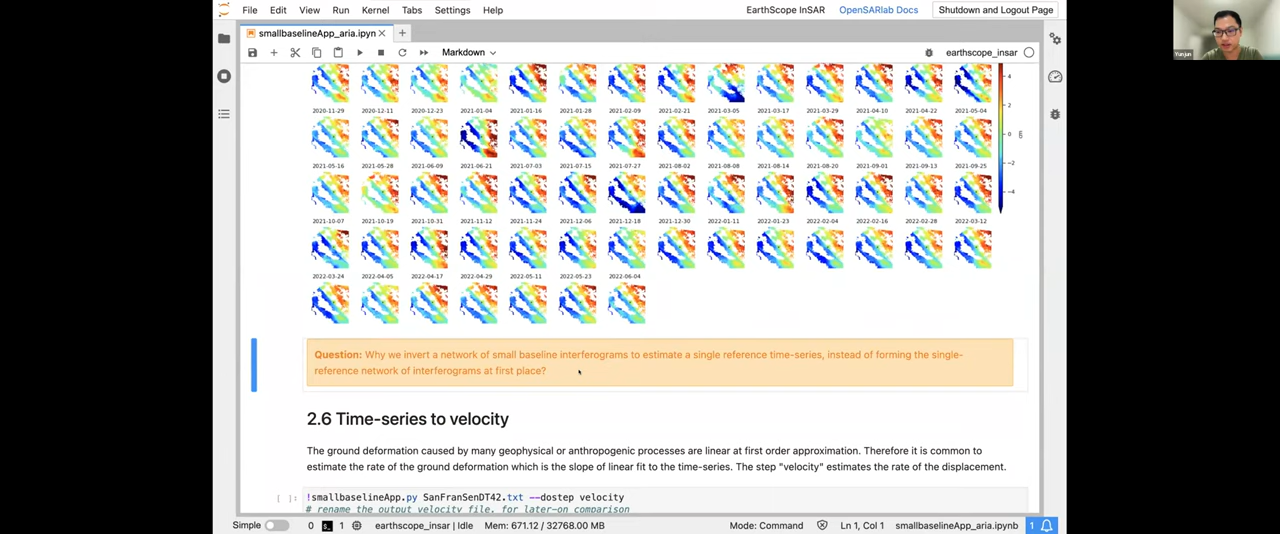 File Edit View Run Kernel Tabs Settings Help EarthScope InSAR OpenSARlab Docs Shutdown and Logout Page
smallbaselineApp_aria.ipyn
Markdown earthscope_insar
2020-11-29 2020-12-11 2020-12-23 2021-01-04 2021-01-16 2021-01-28 2021-02-09 2021-02-21 2021-03-05 2021-03-17 2021-03-29 2021-04-10 2021-04-22 2021-05-04
2021-05-16 2021-05-28 2021-06-09 2021-06-21 2021-07-03 2021-07-15 2021-07-27 2021-08-02 2021-08-08 2021-08-14 2021-08-20 2021-09-01 2021-09-13 2021-09-25
2021-10-07 2021-10-19 2021-10-31 2021-11-12 2021-11-24 2021-12-06 2021-12-18 2021-12-30 2022-01-11 2022-01-23 2022-02-04 2022-02-16 2022-02-28 2022-03-12
2022-03-24 2022-04-05 2022-04-17 2022-04-29 2022-05-11 2022-05-23 2022-06-04
4
2
0
−2
−4
Question: Why we invert a network of small baseline interferograms to estimate a single reference time-series, instead of forming the single-
reference network of interferograms at first place?
2.6 Time-series to velocity
The ground deformation caused by many geophysical or anthropogenic processes are linear at first order approximation. Therefore it is common to
estimate the rate of the ground deformation which is the slope of linear fit to the time-series. The step "velocity" estimates the rate of the displacement.
[ ]: !smallbaselineApp.py SanFranSenDT42.txt --dostep velocity
# rename the output velocity file, for later-on comparison
Simple 0 1 earthscope_insar | Idle Mem: 671.12 / 32768.00 MB Mode: Command Ln 1, Col 1 smallbaselineApp_aria.ipynb 1
Yunjun